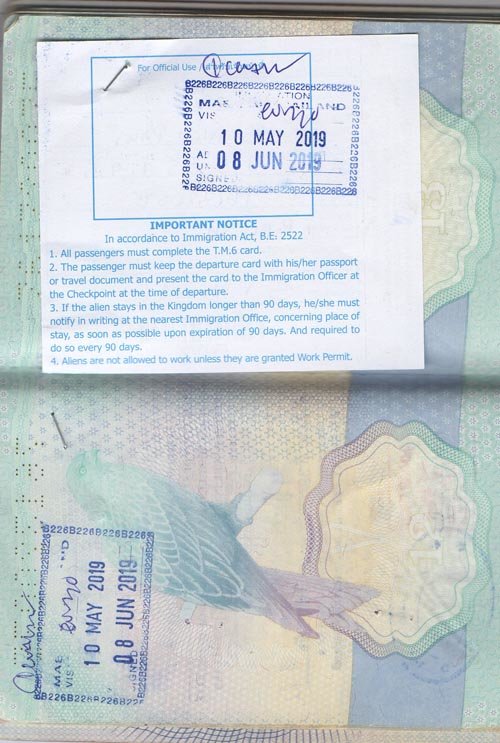 For Official Use
B226B226B226B226B226B226B226B226
10 MAY 2019
08 JUN 2019
SIGNED
B226B226B226B226B226B226B226B226
IMPORTANT NOTICE
In accordance to Immigration Act, B.E. 2522
1. All passengers must complete the T.M.6 card.
2. The passenger must keep the departure card with his/her passport
or travel document and present the card to the Immigration Officer at
the Checkpoint at the time of departure.
3. If the alien stays in the Kingdom longer than 90 days, he/she must
notify in writing at the nearest Immigration Office, concerning place of
stay, as soon as possible upon expiration of 90 days. And required to
do so every 90 days.
4. Aliens are not allowed to work unless they are granted Work Permit.
10 MAY 2019
08 JUN 2019
SIGNED